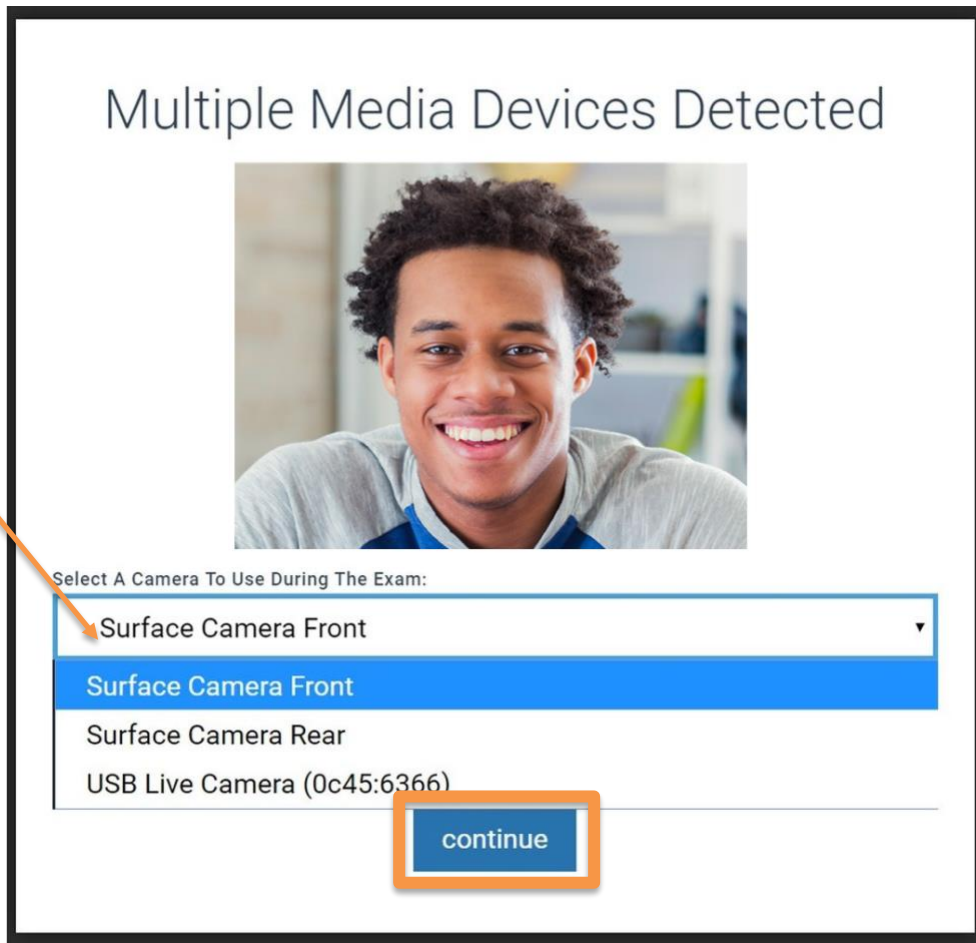 Multiple Media Devices Detected
Select A Camera To Use During The Exam:
Surface Camera Front
Surface Camera Front
Surface Camera Rear
USB Live Camera (0c45:6366)
continue